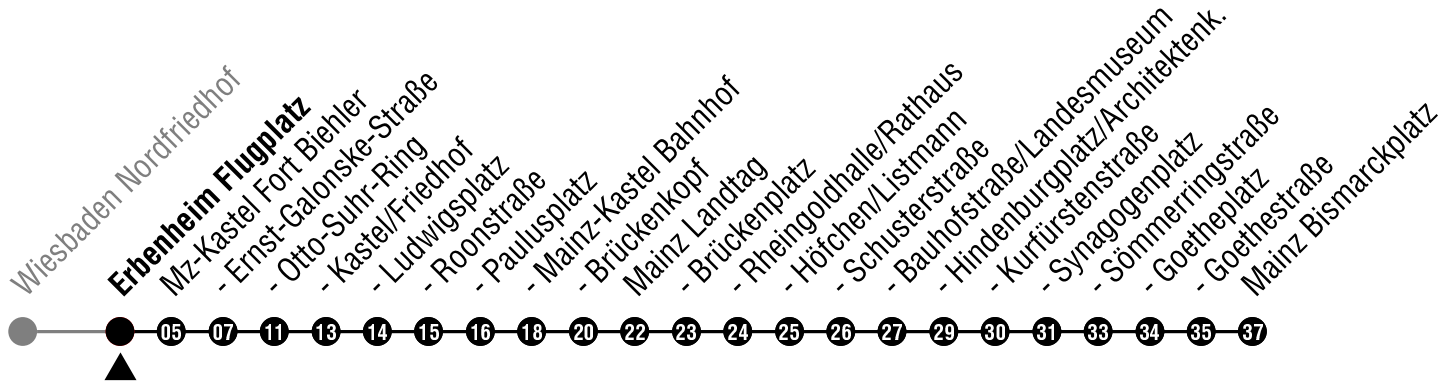 Wiesbaden Nordfriedhof
Erbenheim Flugplatz
Mz-Kastel Fort Biehler
- Ernst-Galonske-Straße
- Otto-Suhr-Ring
- Kastel/Friedhof
- Ludwigsplatz
- Roonstraße
- Paulusplatz
- Mainz-Kastel Bahnhof
- Brückenkopf
Mainz Landtag
- Brückenplatz
- Rheingoldhalle/Rathaus
- Höfchen/Listmann
- Schusterstraße
- Bauhofstraße/Landesmuseum
- Hindenburgplatz/Architektenk.
- Kurfürstenstraße
- Synagogenplatz
- Sömmerringstraße
- Goetheplatz
- Goethestraße
Mainz Bismarckplatz
05 07 11 13 14 15 16 18 20 22 23 24 25 26 27 29 30 31 33 34 35 37